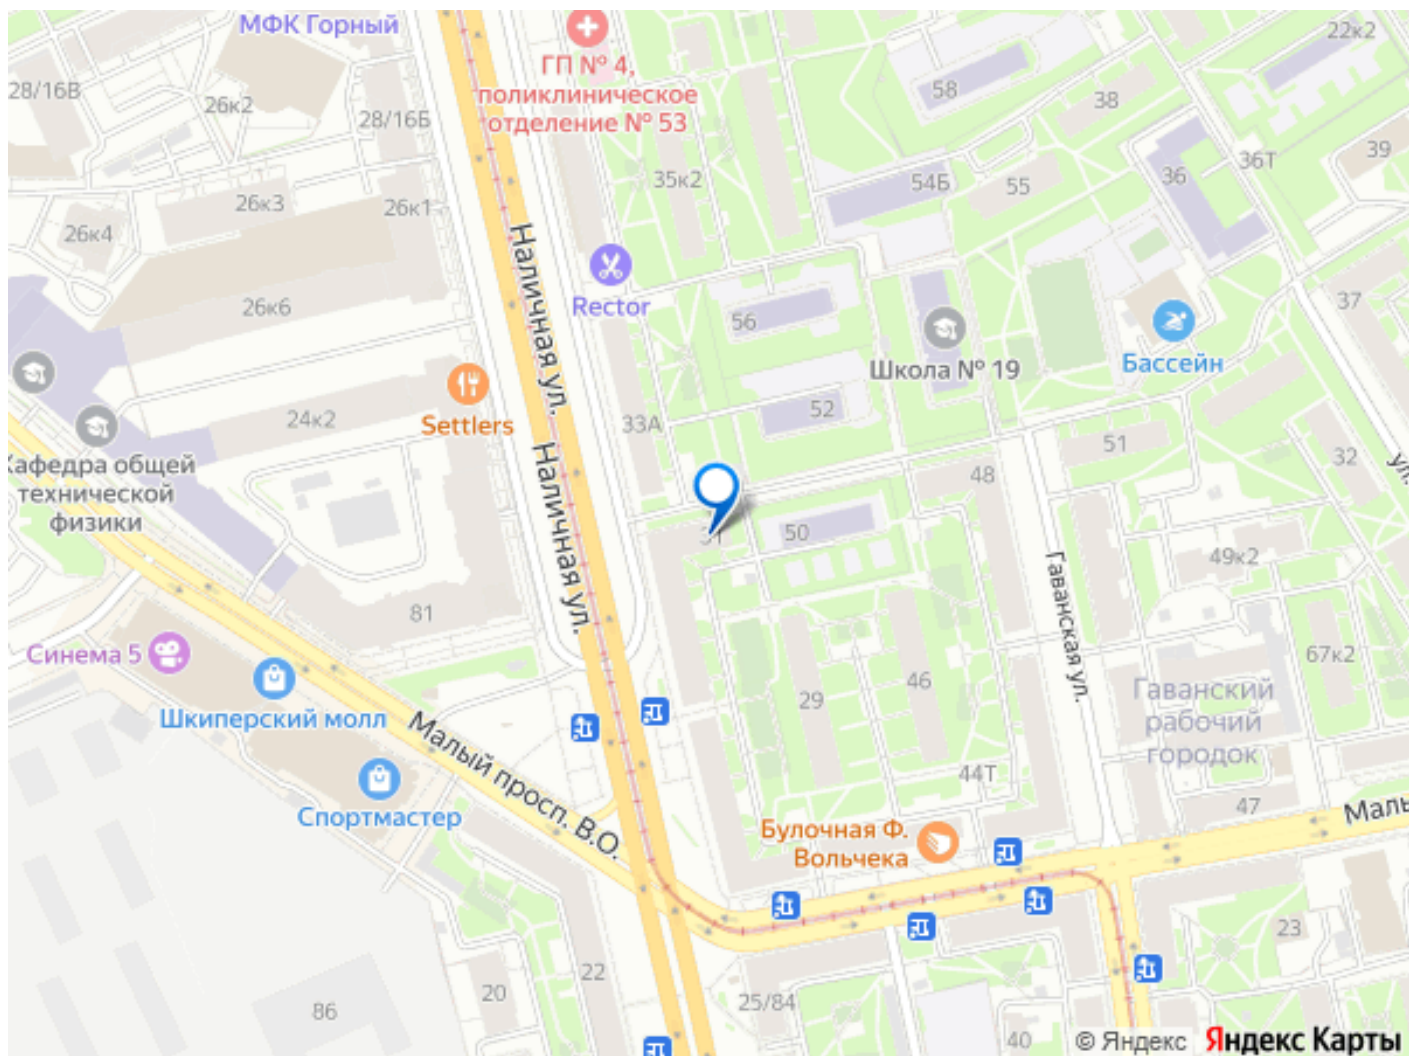 МФК Горный
ГП № 4,
поликлиническое
отделение № 53
22к2
28/16В
26к2
28/16Б
58
38
36Т
39
35к2
54Б
55
36
26к3
26к1
26к4
Наличная ул.
Rector
26к6
56
Школа № 19
Бассейн
37
Settlers
24к2
33А
52
51
32
ул.
Кафедра общей
технической
физики
Наличная ул.
48
50
49к2
Гаванская ул.
81
Синема 5
Шкиперский молл
67к2
46
29
Гаванский
рабочий
городок
Малый просп. В.О.
Спортмастер
44Т
47
Малы
Булочная Ф.
Вольчека
22
20
86
25/84
23
40
© Яндекс
Яндекс Карты